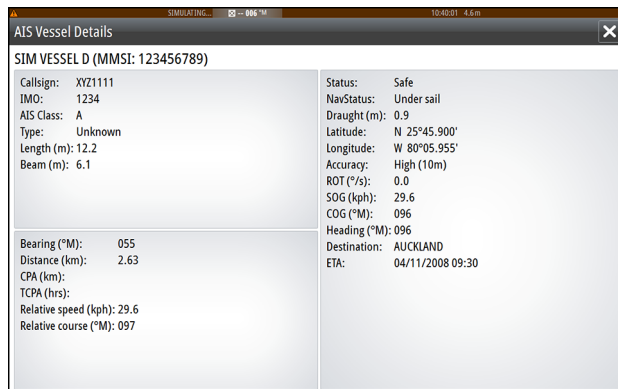 SIMULATING... -- 006 °M 10:40:01 4.6 m
AIS Vessel Details
SIM VESSEL D (MMSI: 123456789)
Callsign: XYZ1111
IMO: 1234
AIS Class: A
Type: Unknown
Length (m): 12.2
Beam (m): 6.1
Bearing (°M): 055
Distance (km): 2.63
CPA (km):
TCPA (hrs):
Relative speed (kph): 29.6
Relative course (°M): 097
Status: Safe
NavStatus: Under sail
Draught (m): 0.9
Latitude: N 25°45.900'
Longitude: W 80°05.955'
Accuracy: High (10m)
ROT (°/s): 0.0
SOG (kph): 29.6
COG (°M): 096
Heading (°M): 096
Destination: AUCKLAND
ETA: 04/11/2008 09:30